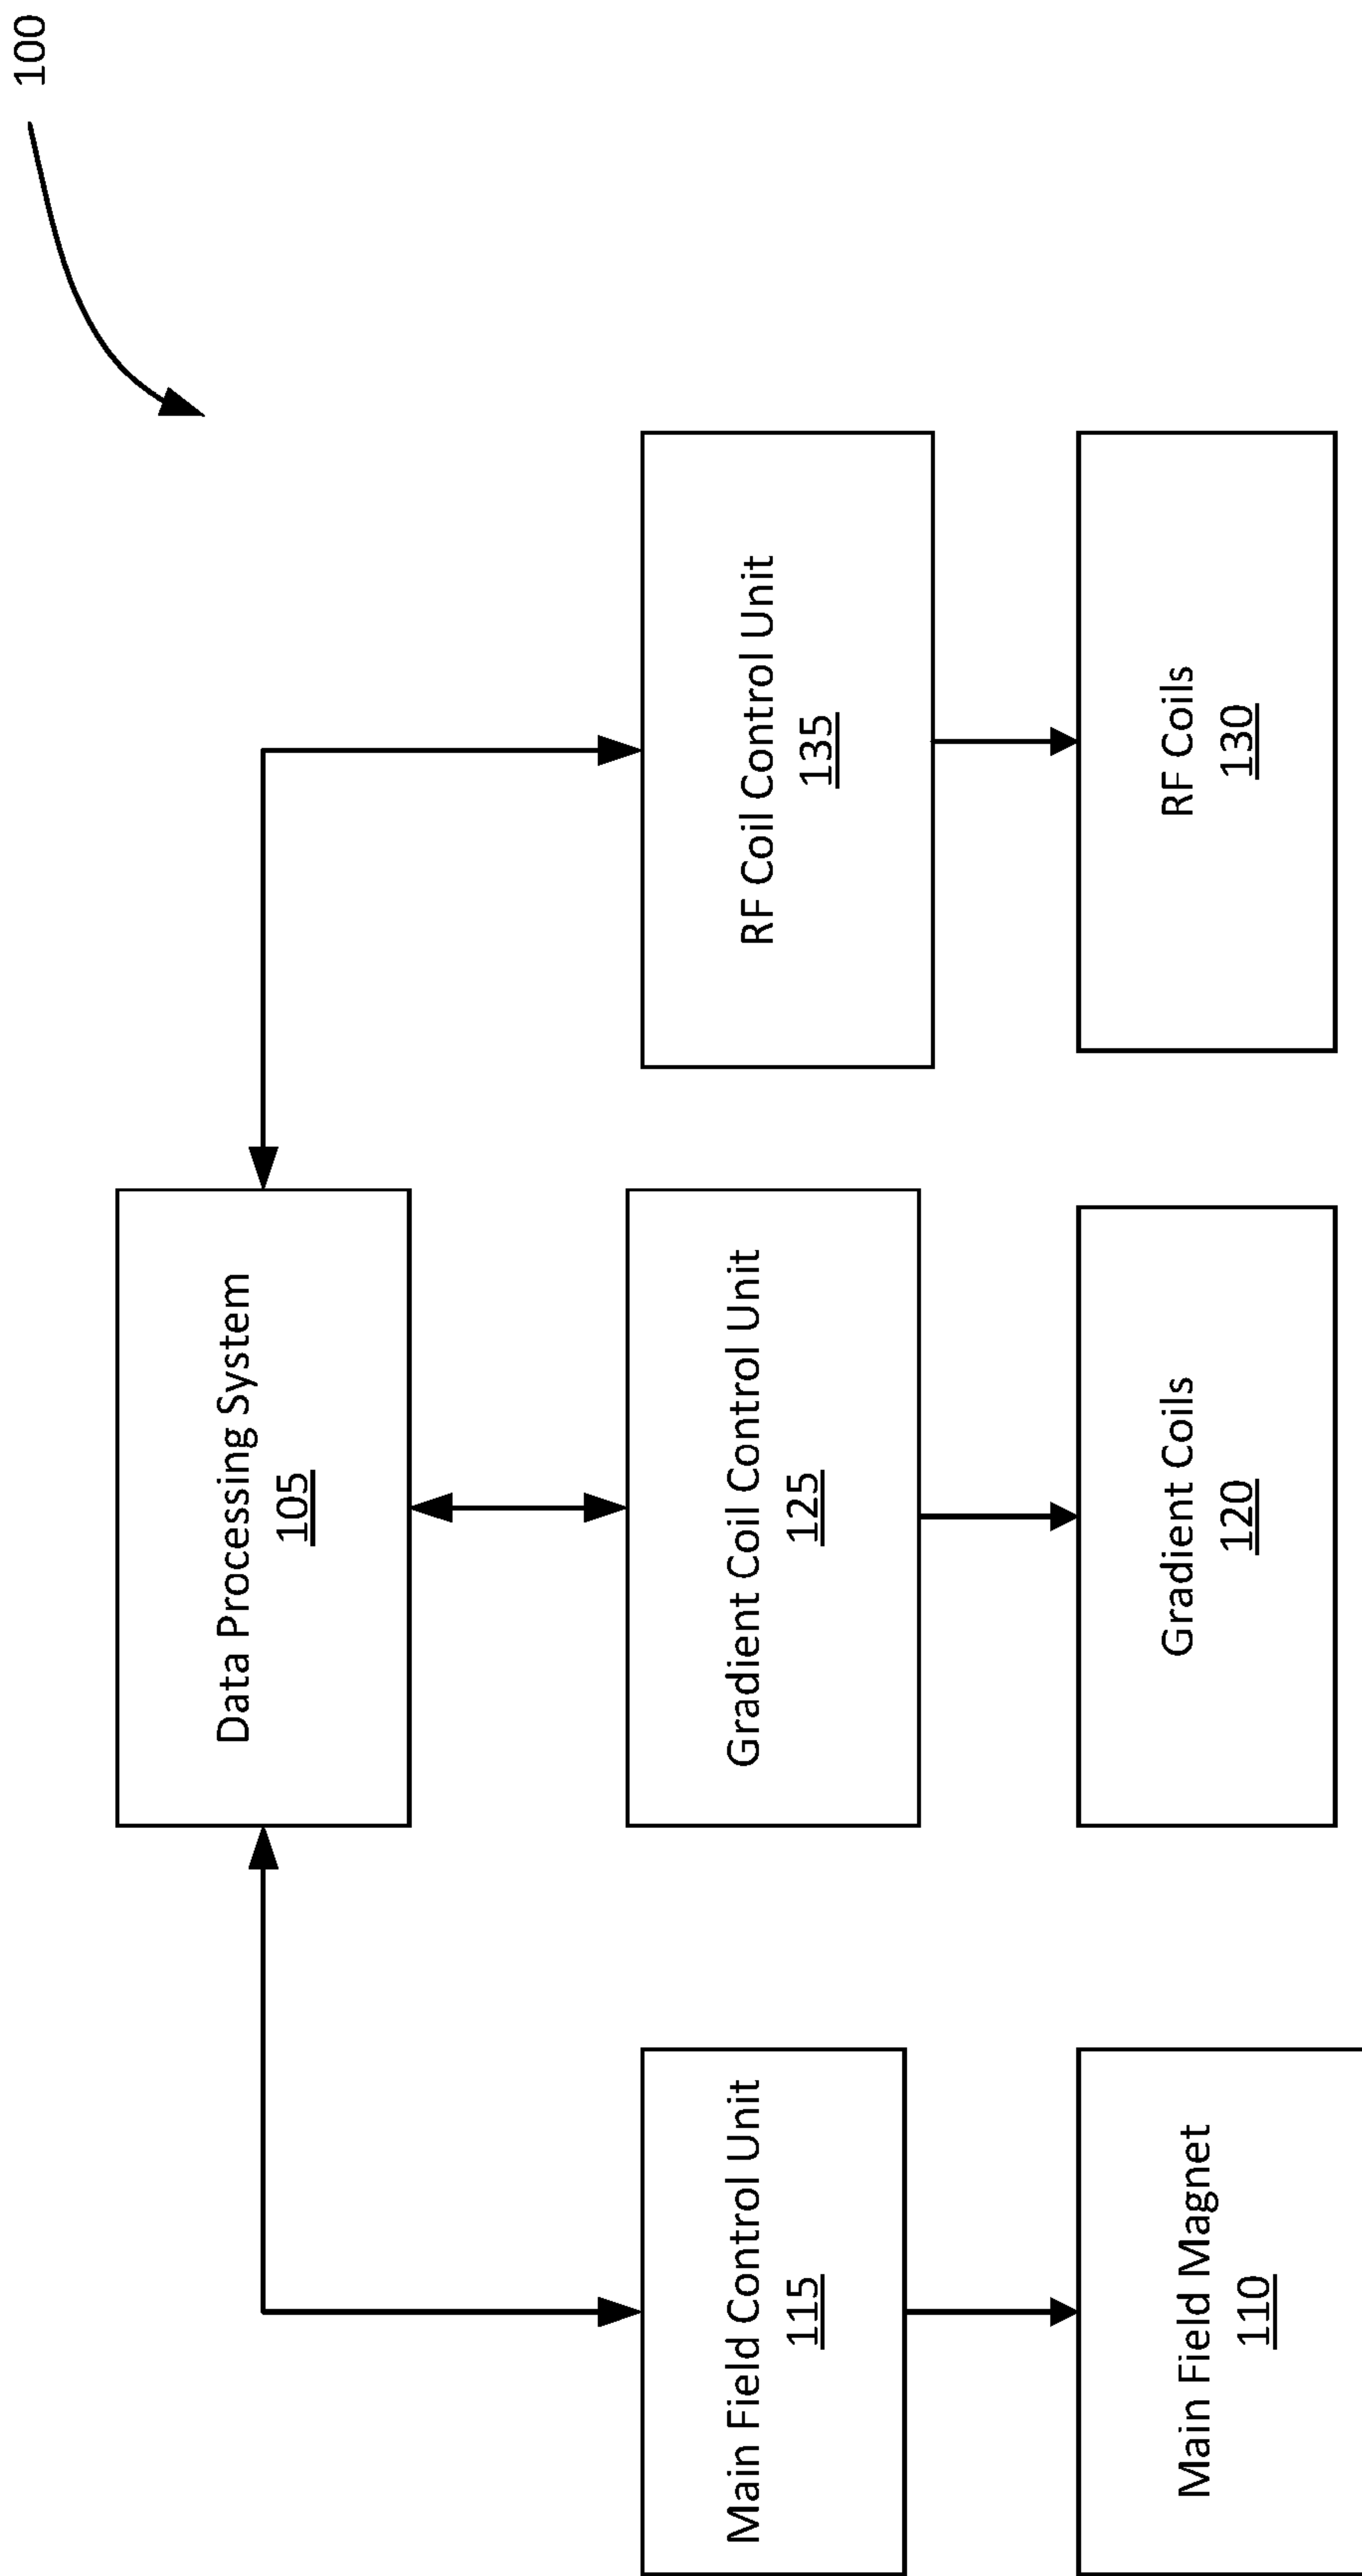 100
Data Processing System
105
Main Field Control Unit
115
Gradient Coil Control Unit
125
RF Coil Control Unit
135
Main Field Magnet
110
Gradient Coils
120
RF Coils
130